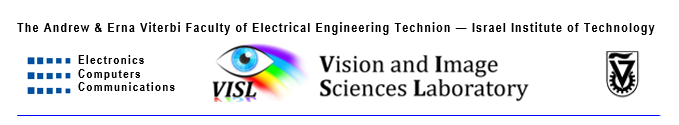 The Andrew & Erna Viterbi Faculty of Electrical Engineering Technion — Israel Institute of Technology
Electronics
Computers
Communications
VISL
Vision and Image
Sciences Laboratory